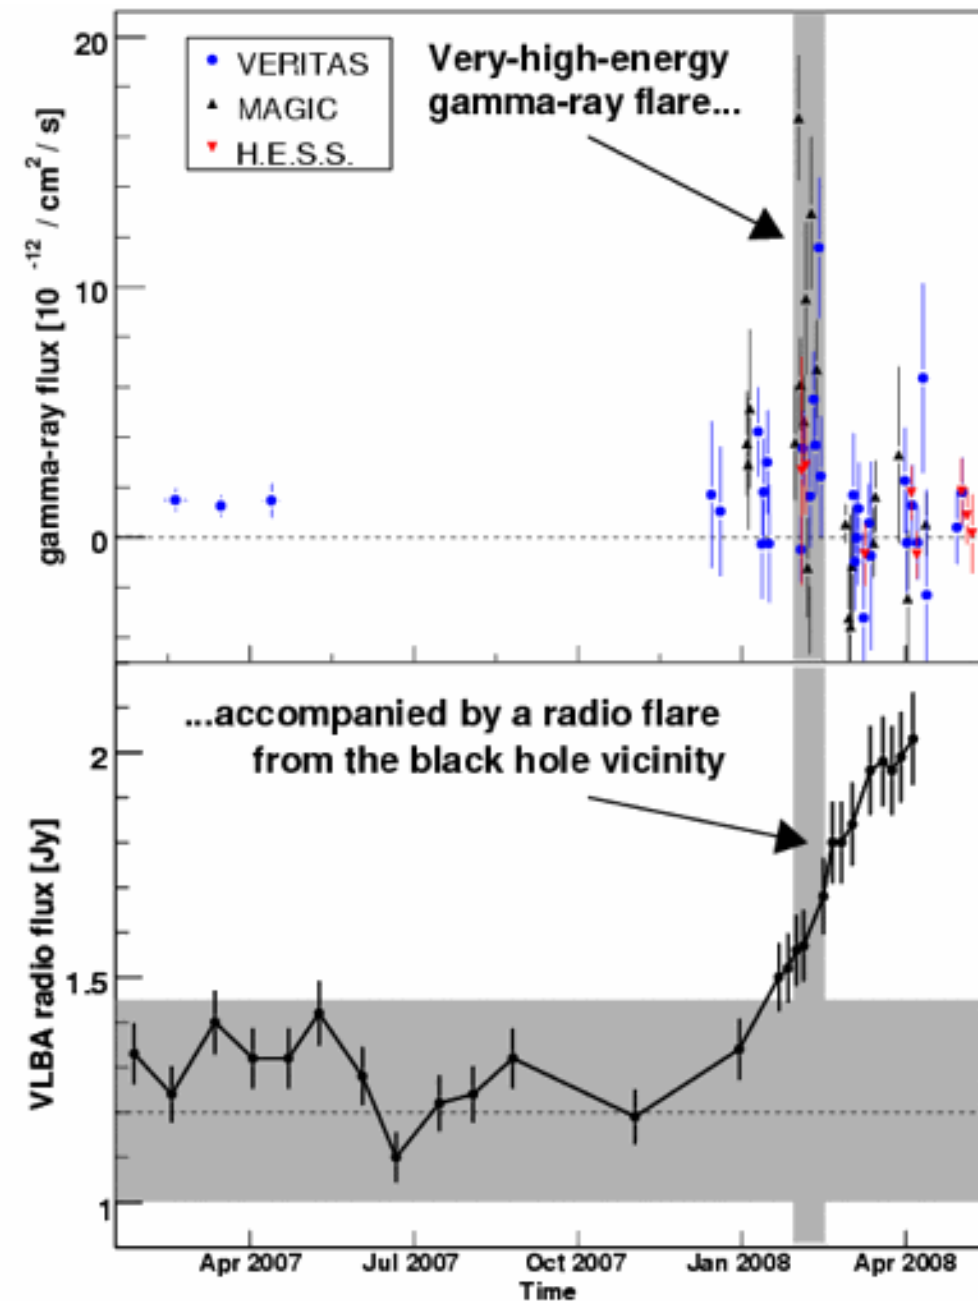 20
VERITAS
MAGIC
H.E.S.S.
Very-high-energy
gamma-ray flare...
10
0
gamma-ray flux [10 -12 / cm2 / s]
...accompanied by a radio flare
from the black hole vicinity
2
1.5
1
VLBA radio flux [Jy]
Apr 2007 Jul 2007 Oct 2007 Jan 2008 Apr 2008
Time